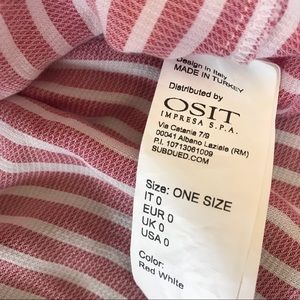 Design in Italy
MADE IN TURKEY
Distributed by
OSIT
IMPRESA S.P.A.
Via Catania 7/9
00041 Albano Laziale (RM)
P.I. 10713061009
SUBDUED.COM
Size: ONE SIZE
IT 0
EUR 0
UK 0
USA 0
Color:
Red White